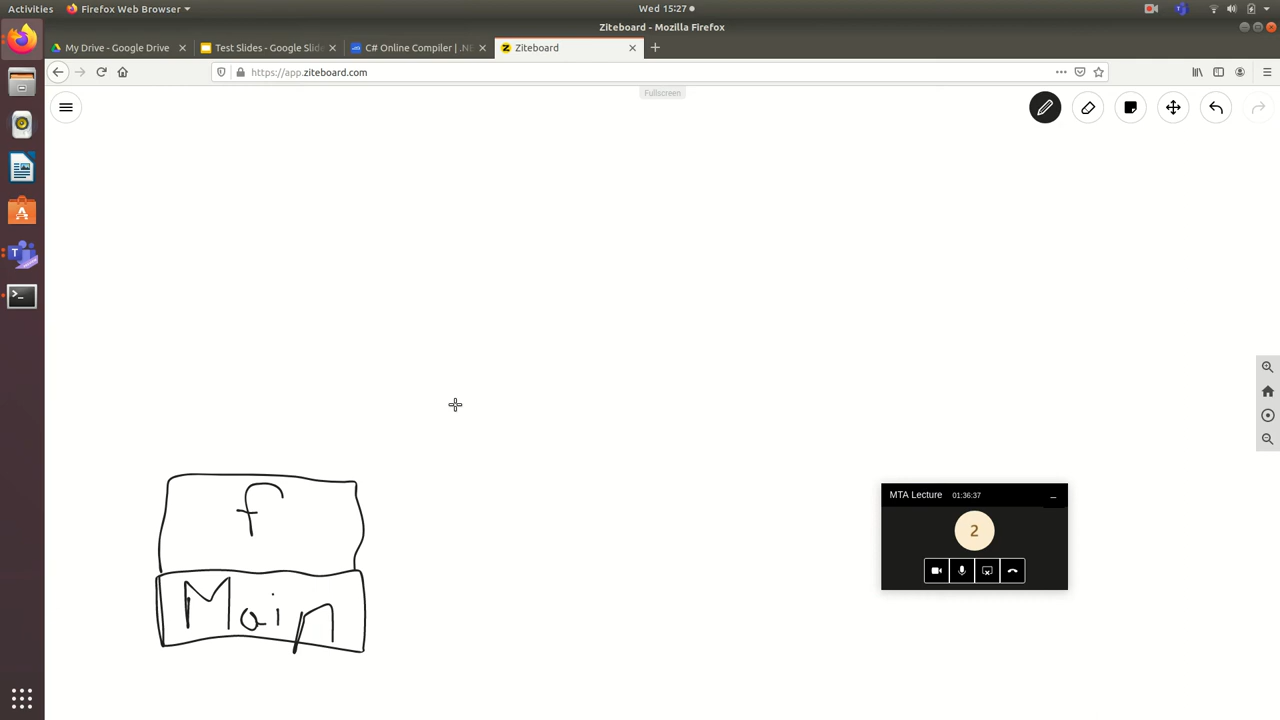 Activities Firefox Web Browser Wed 15:27
Ziteboard - Mozilla Firefox
My Drive - Google Drive Test Slides - Google Slid C# Online Compiler | .NE Ziteboard
https://app.ziteboard.com
Fullscreen
f
Main
MTA Lecture 01:36:37
2